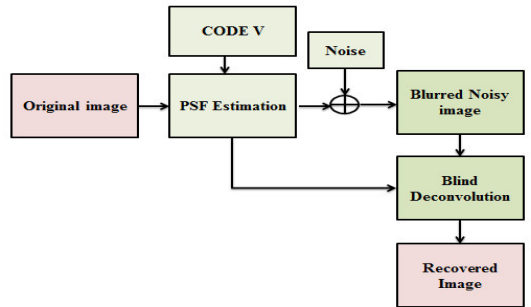 CODE V
Noise
Original image
PSF Estimation
Blurred Noisy
image
Blind
Deconvolution
Recovered
Image